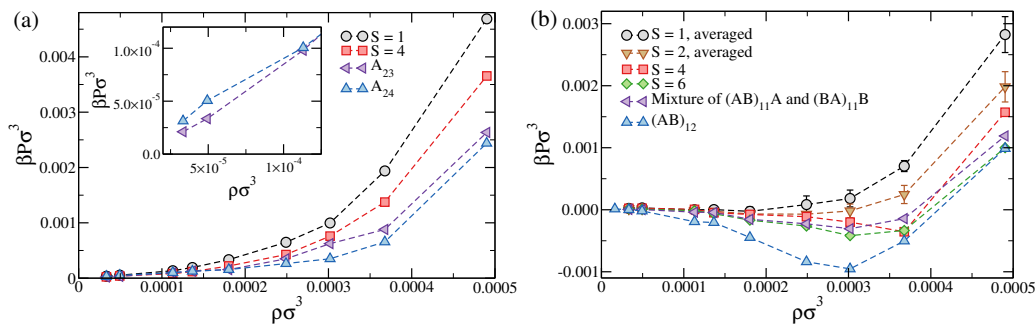 (a)
βPσ³
0.004
0.003
0.002
0.001
0
0
0.0001
0.0002
0.0003
0.0004
0.0005
ρσ³
S = 1
S = 4
A₂₃
A₂₄
βPσ³
1.0×10⁻⁴
5.0×10⁻⁵
0.0
5×10⁻⁵
1×10⁻⁴
ρσ³
(b)
βPσ³
0.003
0.002
0.001
0.000
-0.001
0
0.0001
0.0002
0.0003
0.0004
0.0005
ρσ³
S = 1, averaged
S = 2, averaged
S = 4
S = 6
Mixture of (AB)₁₁A and (BA)₁₁B
(AB)₁₂